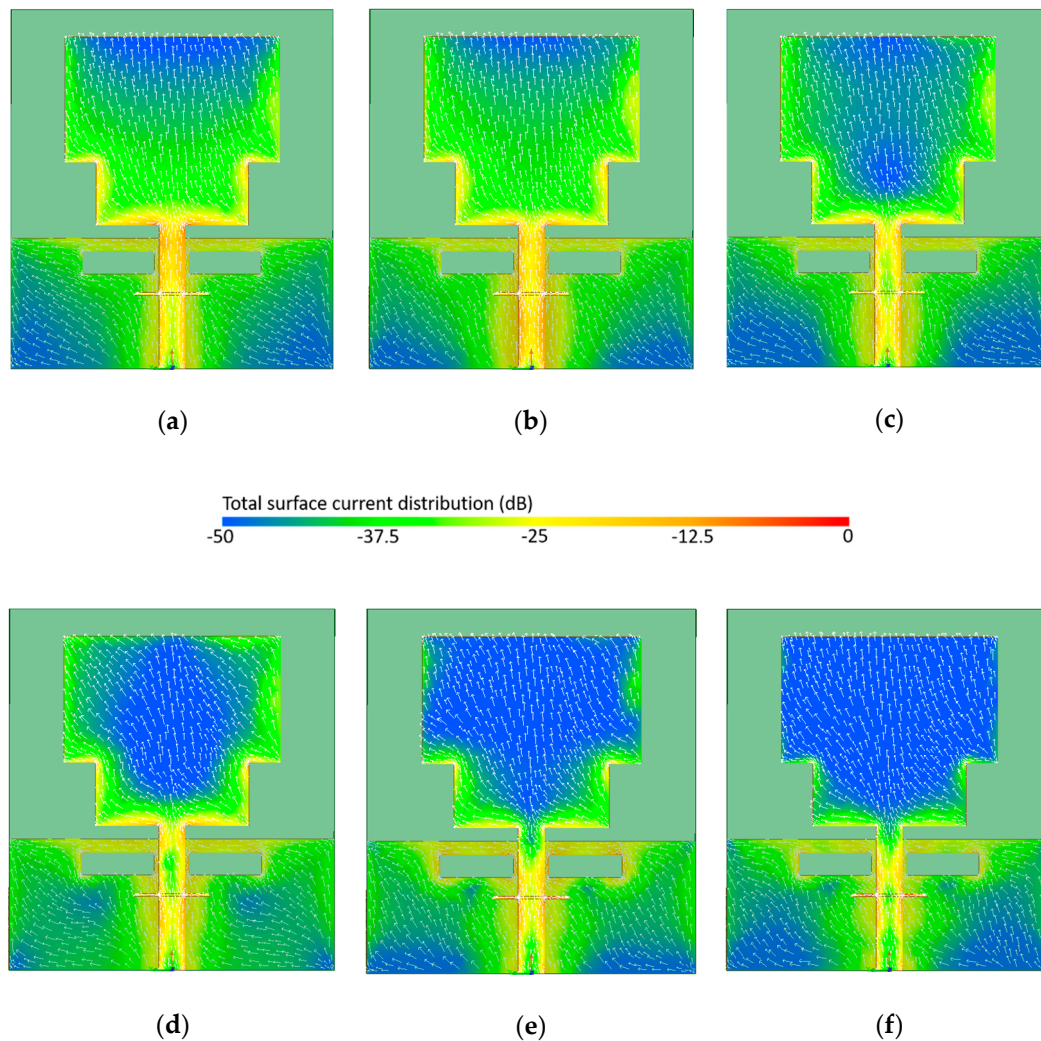 (a) (b) (c)
Total surface current distribution (dB)
-50 -37.5 -25 -12.5 0
(d) (e) (f)